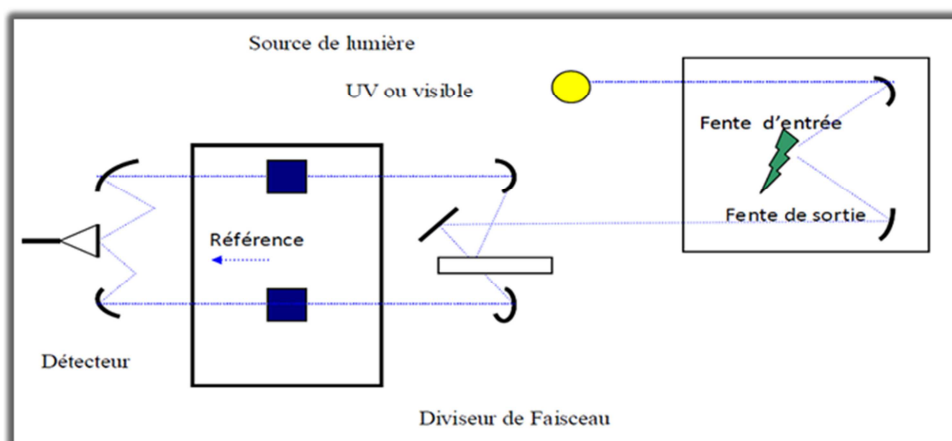 Source de lumière
UV ou visible
Fente d’entrée
Fente de sortie
Référence
Détecteur
Diviseur de Faisceau